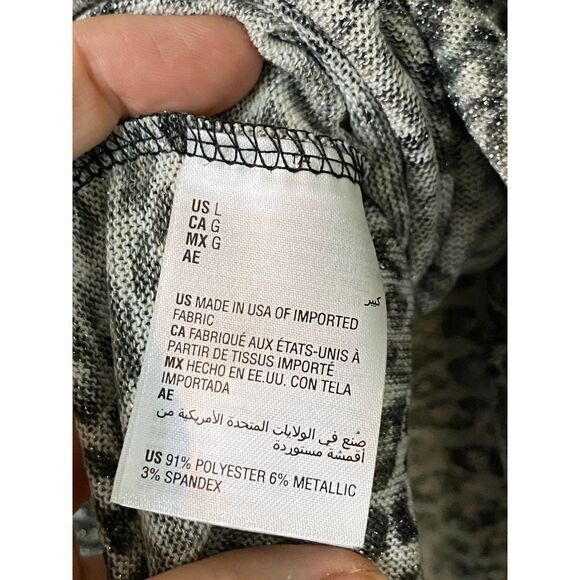 US L
CA G
MX G
AE
كبير
US MADE IN USA OF IMPORTED
FABRIC
CA FABRIQUÉ AUX ÉTATS-UNIS À
PARTIR DE TISSUS IMPORTÉ
MX HECHO EN EE.UU. CON TELA
IMPORTADA
AE
صُنع في الولايات المتحدة الأمريكية من
أقمشة مستوردة
US 91% POLYESTER 6% METALLIC
3% SPANDEX